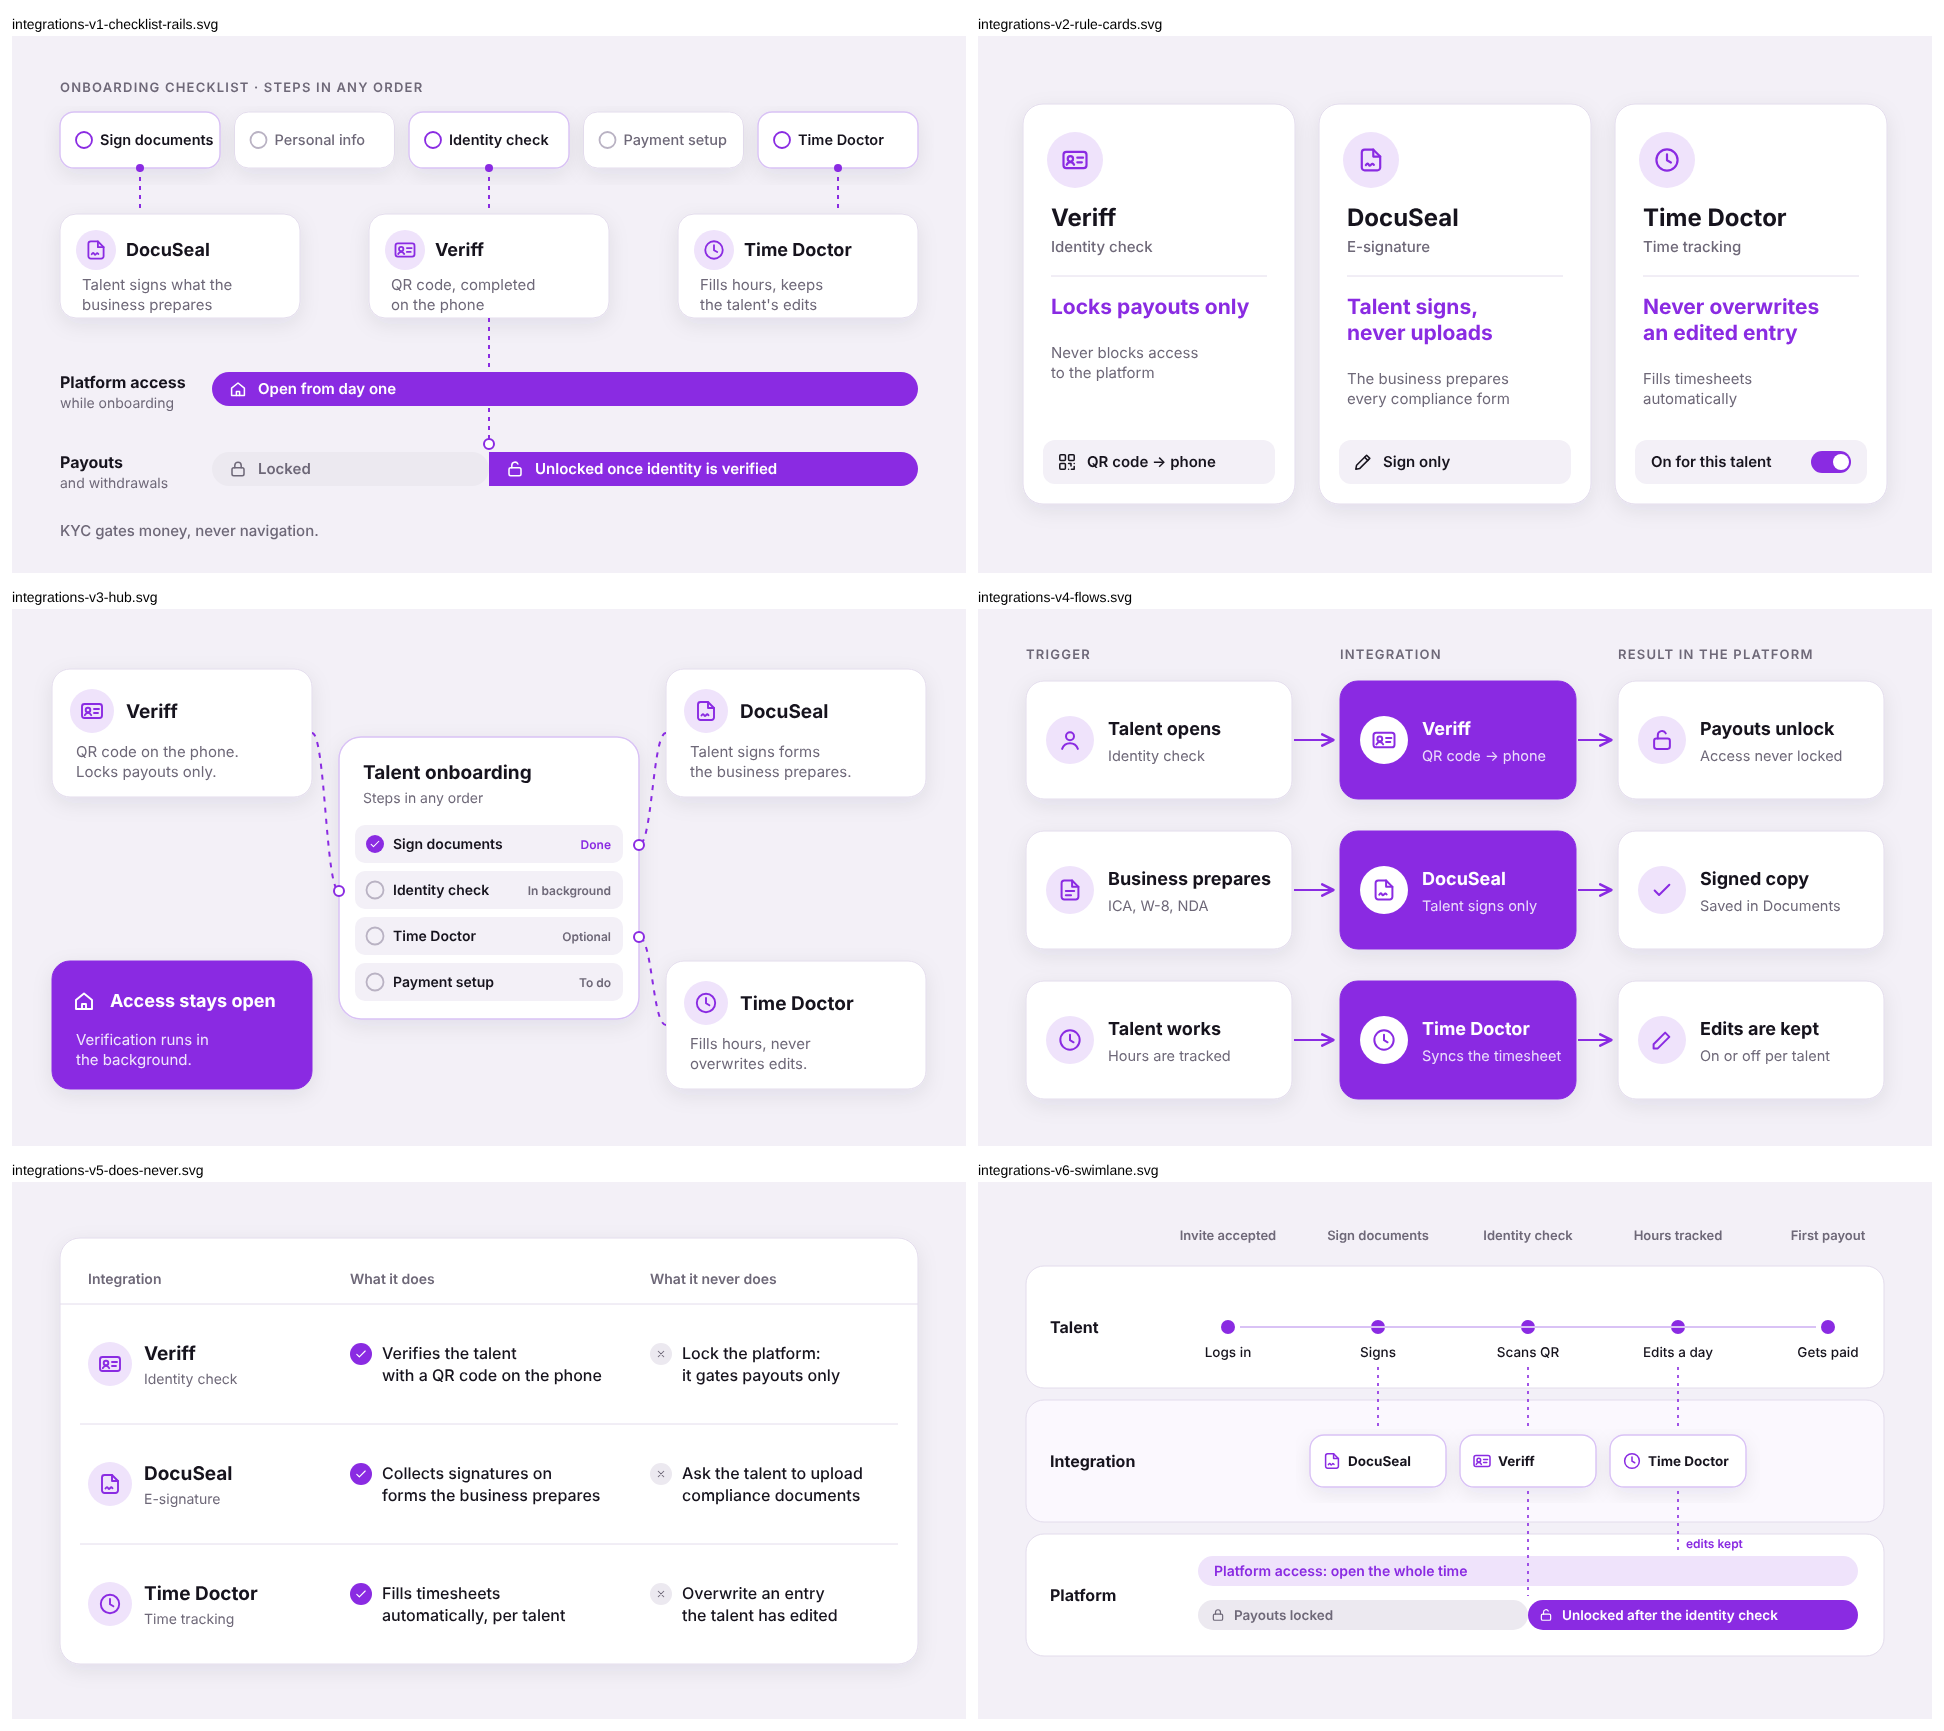 integrations-v1-checklist-rails.svg
ONBOARDING CHECKLIST · STEPS IN ANY ORDER
Sign documents
Personal info
Identity check
Payment setup
Time Doctor
DocuSeal
Talent signs what the
business prepares
Veriff
QR code, completed
on the phone
Time Doctor
Fills hours, keeps
the talent's edits
Platform access
while onboarding
Open from day one
Payouts
and withdrawals
Locked
Unlocked once identity is verified
KYC gates money, never navigation.
integrations-v2-rule-cards.svg
Veriff
Identity check
Locks payouts only
Never blocks access
to the platform
QR code → phone
DocuSeal
E-signature
Talent signs,
never uploads
The business prepares
every compliance form
Sign only
Time Doctor
Time tracking
Never overwrites
an edited entry
Fills timesheets
automatically
On for this talent
integrations-v3-hub.svg
Veriff
QR code on the phone.
Locks payouts only.
Access stays open
Verification runs in
the background.
Talent onboarding
Steps in any order
Sign documents Done
Identity check In background
Time Doctor Optional
Payment setup To do
DocuSeal
Talent signs forms
the business prepares.
Time Doctor
Fills hours, never
overwrites edits.
integrations-v4-flows.svg
TRIGGER
INTEGRATION
RESULT IN THE PLATFORM
Talent opens
Identity check
Veriff
QR code → phone
Payouts unlock
Access never locked
Business prepares
ICA, W-8, NDA
DocuSeal
Talent signs only
Signed copy
Saved in Documents
Talent works
Hours are tracked
Time Doctor
Syncs the timesheet
Edits are kept
On or off per talent
integrations-v5-does-never.svg
Integration
What it does
What it never does
Veriff
Identity check
Verifies the talent
with a QR code on the phone
Lock the platform:
it gates payouts only
DocuSeal
E-signature
Collects signatures on
forms the business prepares
Ask the talent to upload
compliance documents
Time Doctor
Time tracking
Fills timesheets
automatically, per talent
Overwrite an entry
the talent has edited
integrations-v6-swimlane.svg
Invite accepted
Sign documents
Identity check
Hours tracked
First payout
Talent
Logs in
Signs
Scans QR
Edits a day
Gets paid
Integration
DocuSeal
Veriff
Time Doctor
edits kept
Platform
Platform access: open the whole time
Payouts locked
Unlocked after the identity check